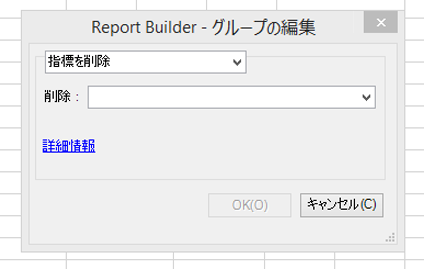 Report Builder - グループの編集
指標を削除
削除 :
詳細情報
OK(O)
キャンセル(C)